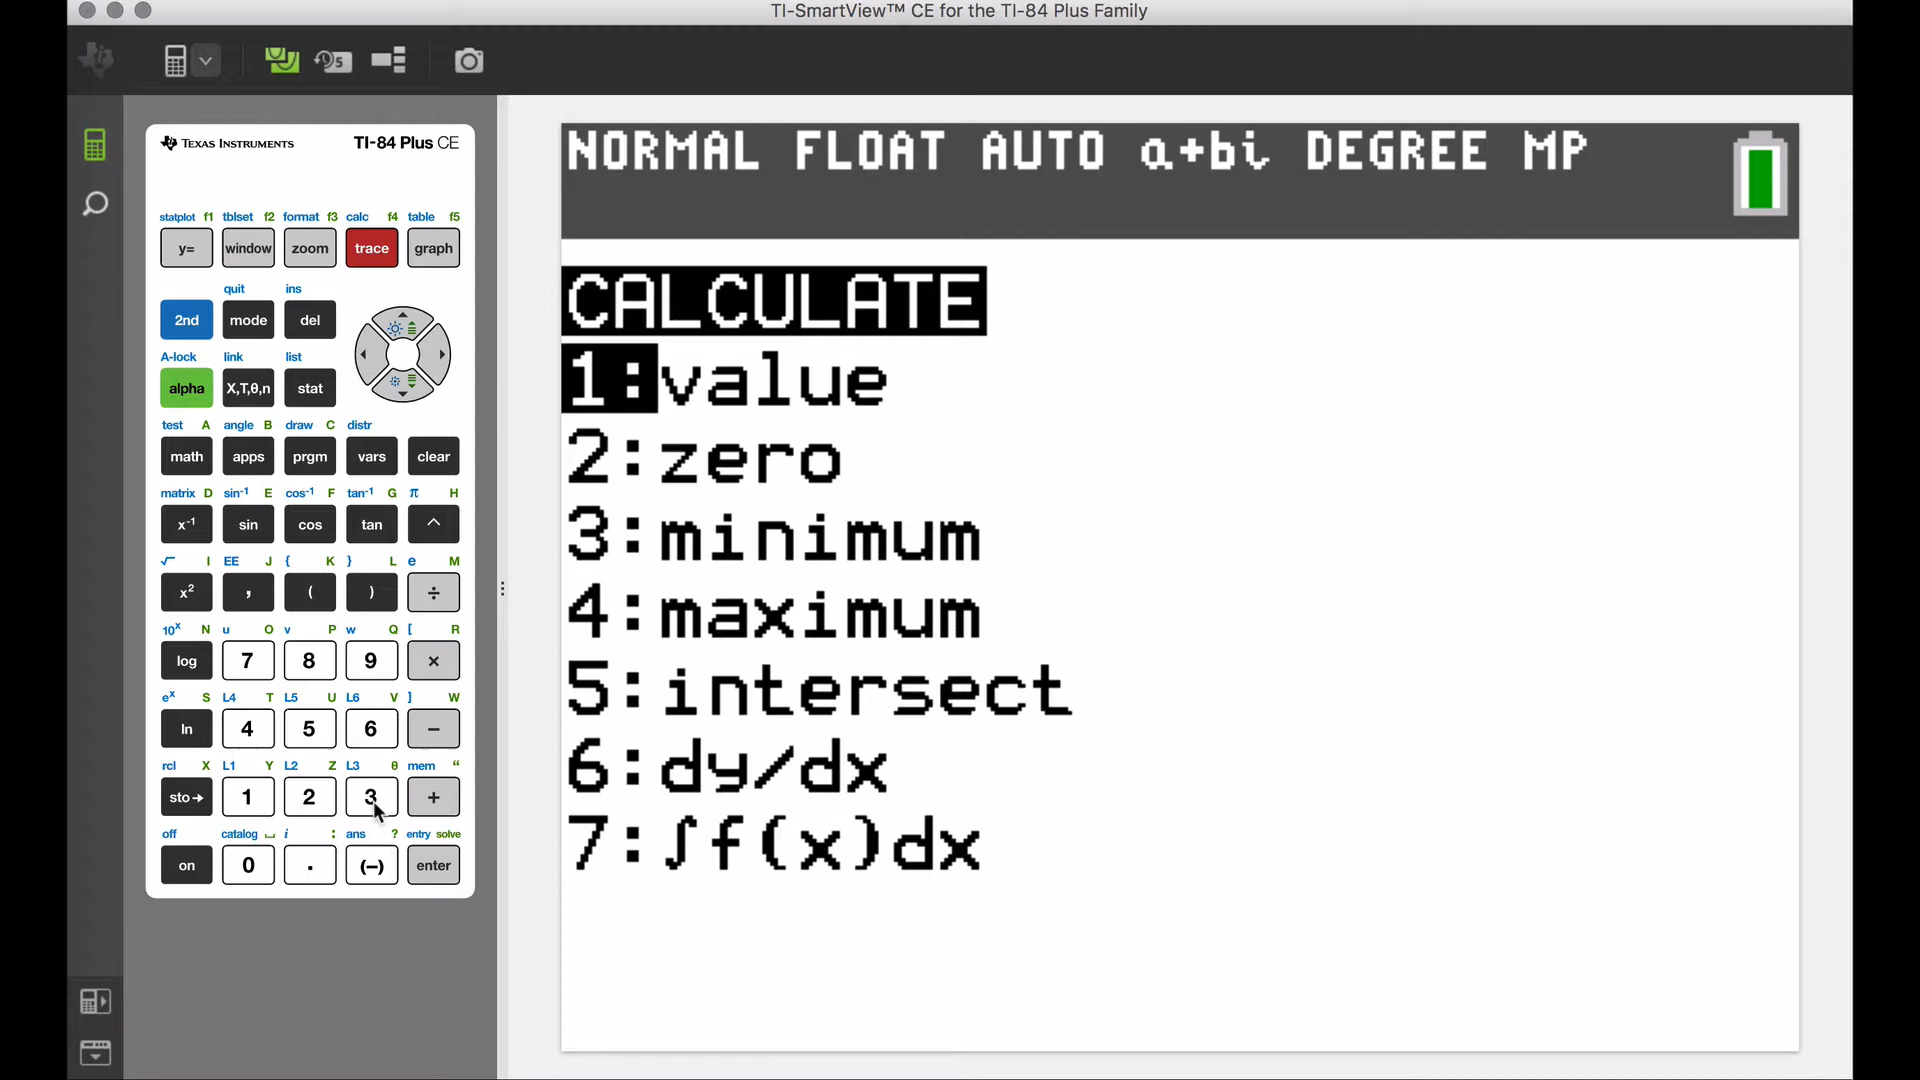 TI-SmartView™ CE for the TI-84 Plus Family
5
TEXAS INSTRUMENTS TI-84 Plus CE
statplot f1 tblset f2 format f3 calc f4 table f5
y= window zoom trace graph
quit ins
2nd mode del
A-lock link list
alpha X,T,θ,n stat
test A angle B draw C distr
math apps prgm vars clear
matrix D sin⁻¹ E cos⁻¹ F tan⁻¹ G π H
x⁻¹ sin cos tan ^
√ I EE J { K } L e M
x² , ( ) ÷
10ˣ N u O v P w Q [ R
log 7 8 9 ×
eˣ S L4 T L5 U L6 V ] W
ln 4 5 6 −
rcl X L1 Y L2 Z L3 θ mem “
sto→ 1 2 3 +
off catalog ⎵ i : ans ? entry solve
on 0 . (−) enter
NORMAL FLOAT AUTO a+bi DEGREE MP
CALCULATE
1:value
2:zero
3:minimum
4:maximum
5:intersect
6:dy/dx
7:∫f(x)dx